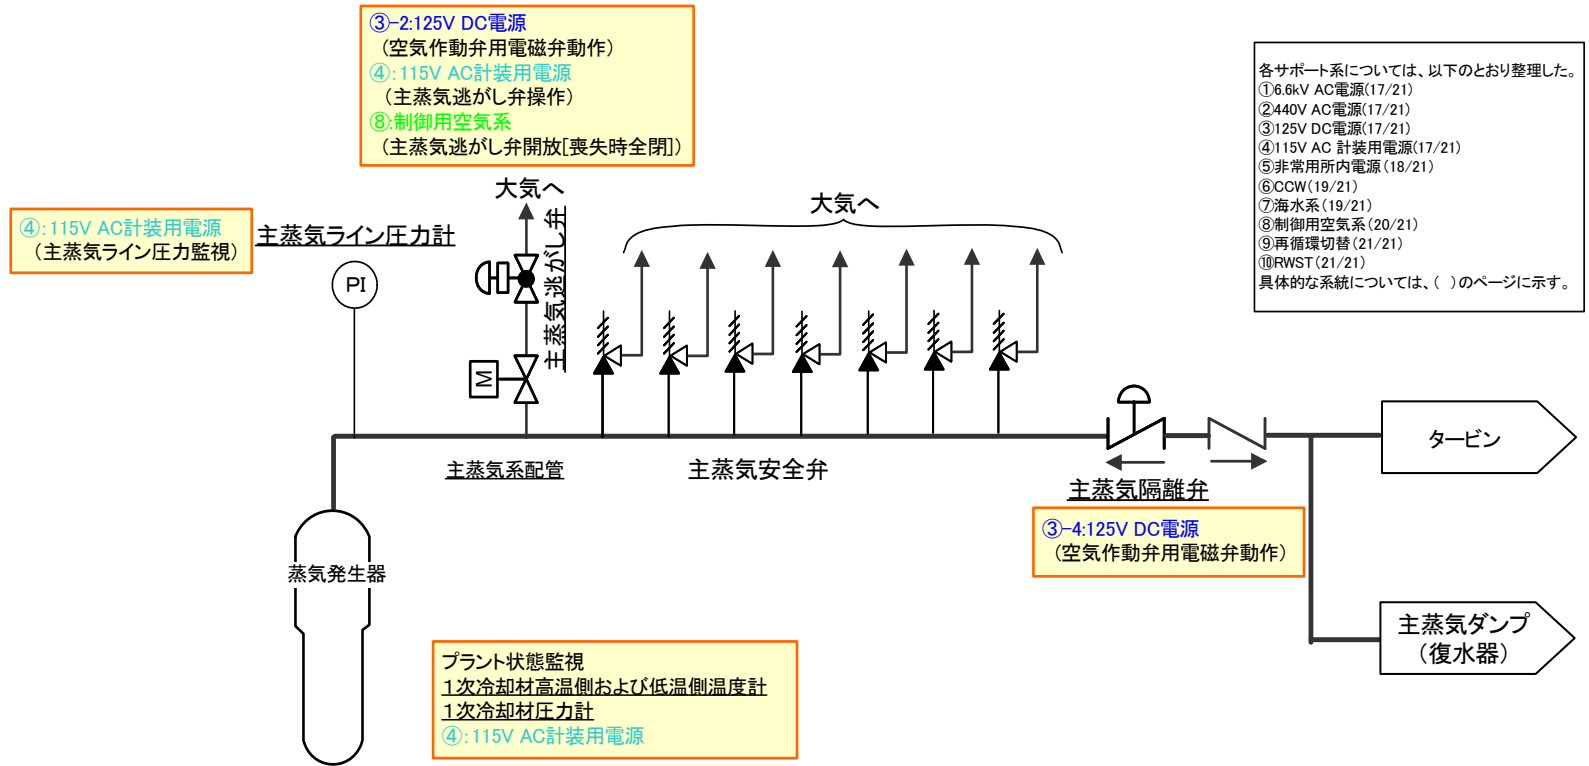 ③-2:125V DC電源
(空気作動弁用電磁弁動作)
④:115V AC計装用電源
(主蒸気逃がし弁操作)
⑧:制御用空気系
(主蒸気逃がし弁開放[喪失時全閉])
各サポート系については、以下のとおり整理した。
①6.6kV AC電源(17/21)
②440V AC電源(17/21)
③125V DC電源(17/21)
④115V AC 計装用電源(17/21)
⑤非常用所内電源(18/21)
⑥CCW(19/21)
⑦海水系(19/21)
⑧制御用空気系(20/21)
⑨再循環切替(21/21)
⑩RWST(21/21)
具体的な系統については、( )のページに示す。
④:115V AC計装用電源
(主蒸気ライン圧力監視)
主蒸気ライン圧力計
PI
大気へ
主蒸気逃がし弁
M
大気へ
主蒸気系配管
主蒸気安全弁
主蒸気隔離弁
③-4:125V DC電源
(空気作動弁用電磁弁動作)
タービン
主蒸気ダンプ
(復水器)
蒸気発生器
プラント状態監視
1次冷却材高温側および低温側温度計
1次冷却材圧力計
④:115V AC計装用電源